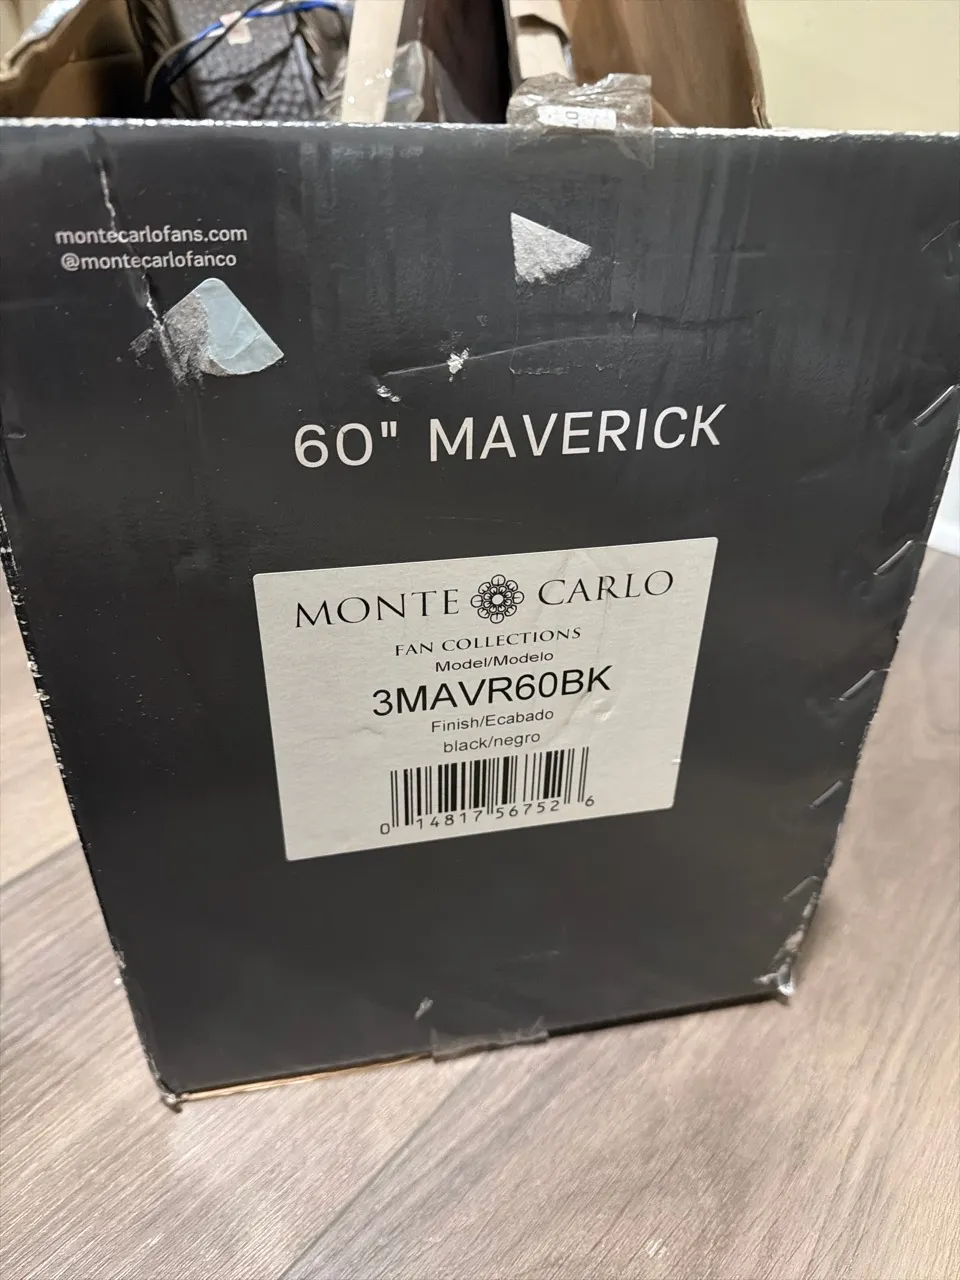 montecarlofans.com
@montecarlofanco
60" MAVERICK
MONTE CARLO
FAN COLLECTIONS
Model/Modelo
3MAVR60BK
Finish/Ecabado
black/negro
0 14817 56752 6